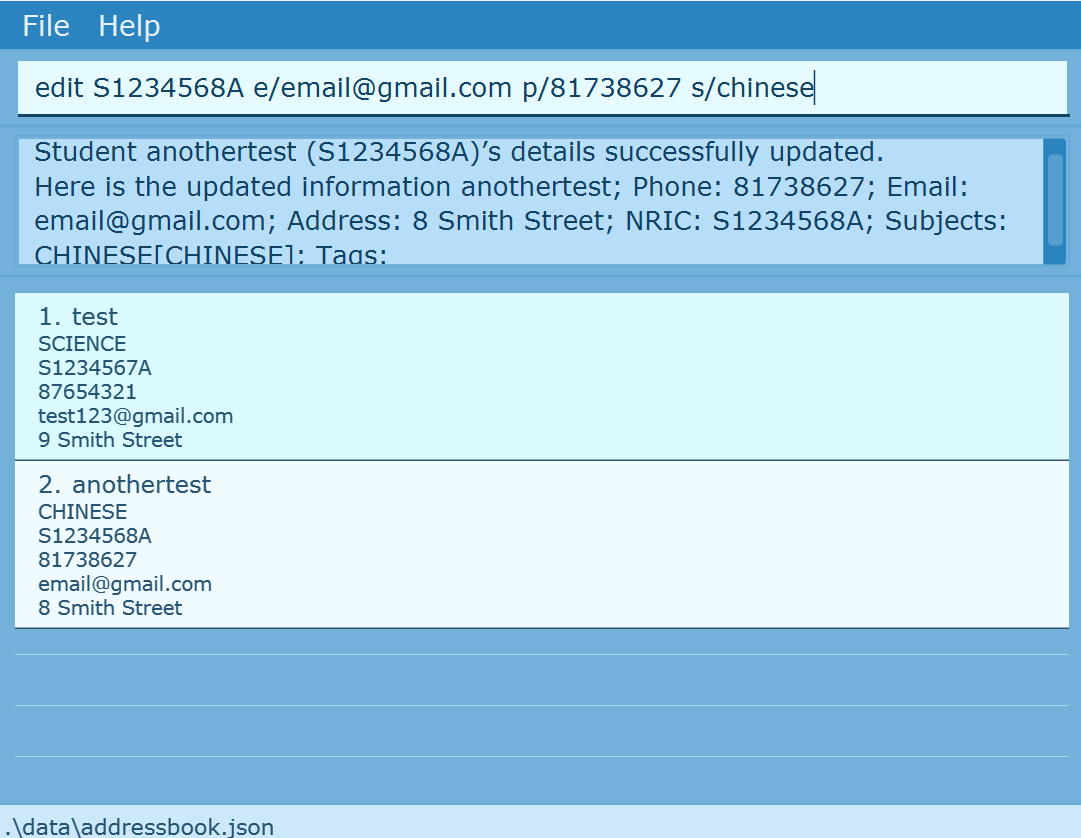 File Help
edit S1234568A e/email@gmail.com p/81738627 s/chinese
Student anothertest (S1234568A)’s details successfully updated.
Here is the updated information anothertest; Phone: 81738627; Email:
email@gmail.com; Address: 8 Smith Street; NRIC: S1234568A; Subjects:
CHINESE[CHINESE]; Tags:
1. test
SCIENCE
S1234567A
87654321
test123@gmail.com
9 Smith Street
2. anothertest
CHINESE
S1234568A
81738627
email@gmail.com
8 Smith Street
.\data\addressbook.json